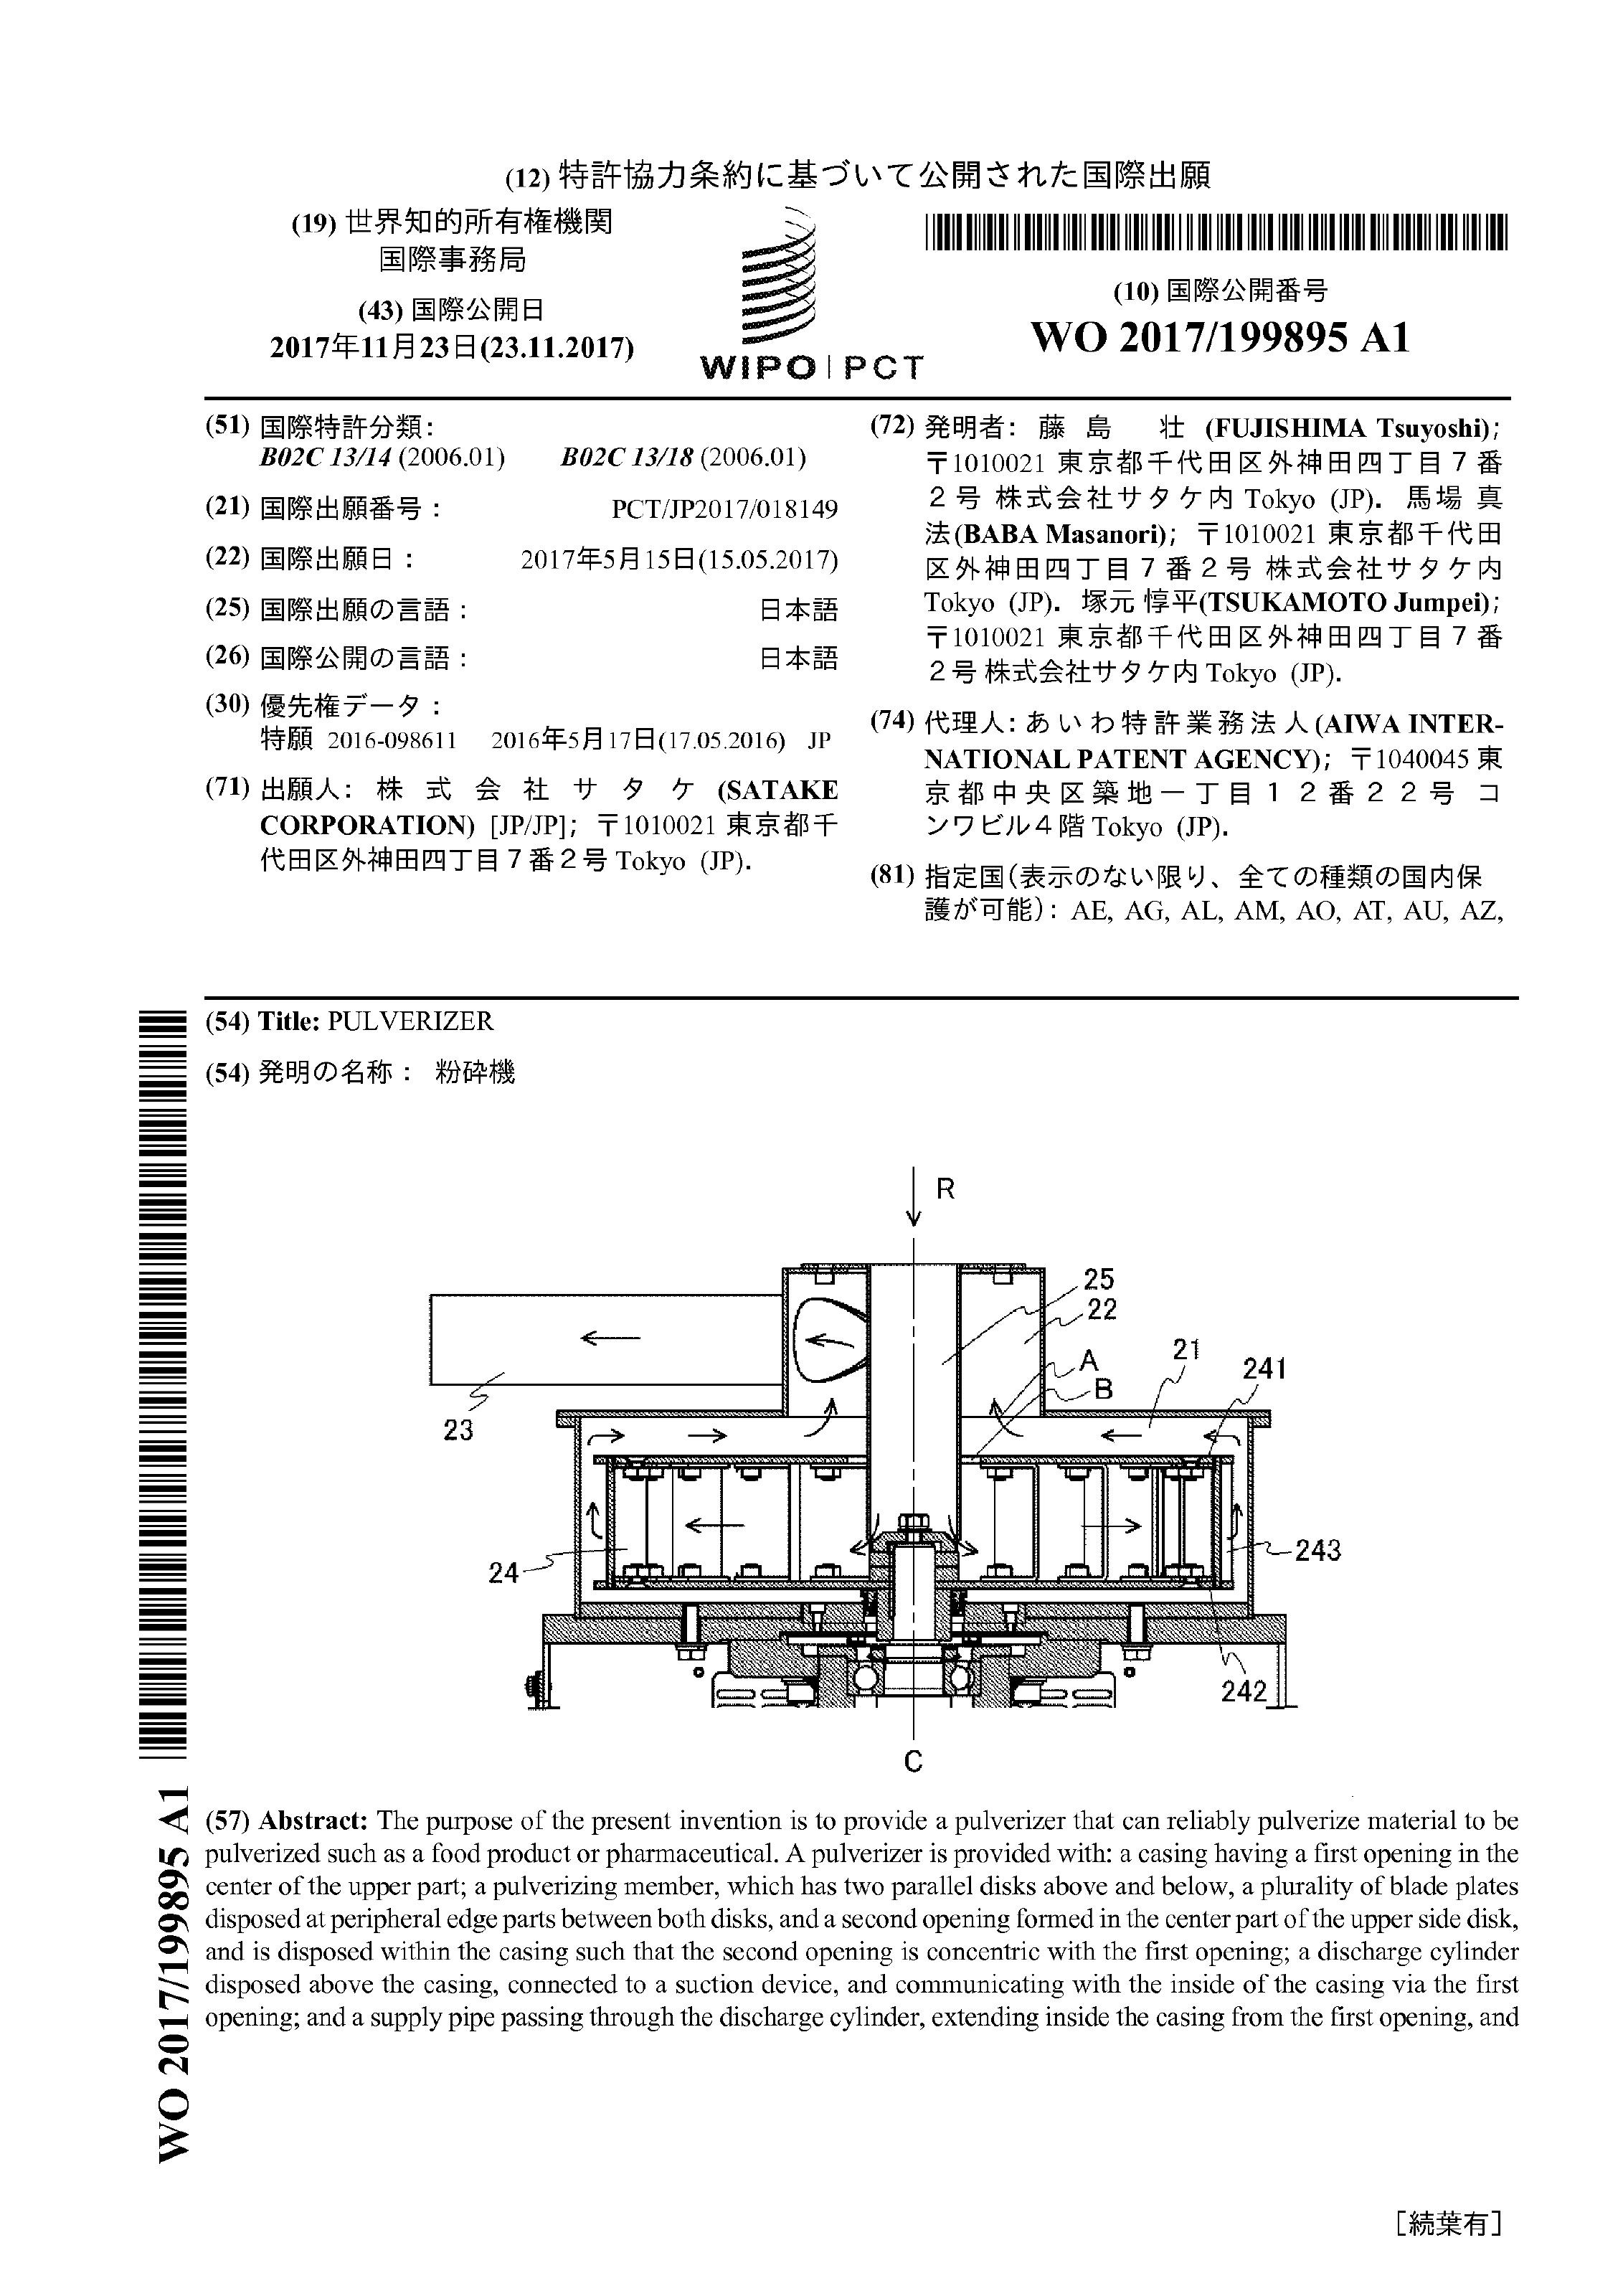 (12) 特許協力条約に基づいて公開された国際出願
(19) 世界知的所有権機関
国際事務局
(43) 国際公開日
2017年11月23日(23.11.2017)
WIPO | PCT
(10) 国際公開番号
WO 2017/199895 A1
(51) 国際特許分類:
B02C 13/14 (2006.01) B02C 13/18 (2006.01)
(21) 国際出願番号: PCT/JP2017/018149
(22) 国際出願日: 2017年5月15日(15.05.2017)
(25) 国際出願の言語: 日本語
(26) 国際公開の言語: 日本語
(30) 優先権データ:
特願 2016-098611 2016年5月17日(17.05.2016) JP
(71) 出願人: 株式会社サタケ (SATAKE
CORPORATION) [JP/JP]; 〒1010021 東京都千
代田区外神田四丁目7番2号 Tokyo (JP).
(72) 発明者: 藤島 壮 (FUJISHIMA Tsuyoshi);
〒1010021 東京都千代田区外神田四丁目7番
2号 株式会社サタケ内 Tokyo (JP). 馬場 真
法(BABA Masanori); 〒1010021 東京都千代田
区外神田四丁目7番2号 株式会社サタケ内
Tokyo (JP). 塚元 惇平(TSUKAMOTO Jumpei);
〒1010021 東京都千代田区外神田四丁目7番
2号 株式会社サタケ内 Tokyo (JP).
(74) 代理人: あいわ特許業務法人(AIWA INTER-
NATIONAL PATENT AGENCY); 〒1040045 東
京都中央区築地一丁目12番22号 コ
ンワビル4階 Tokyo (JP).
(81) 指定国(表示のない限り、全ての種類の国内保
護が可能): AE, AG, AL, AM, AO, AT, AU, AZ,
(54) Title: PULVERIZER
(54) 発明の名称: 粉砕機
R
25
22
A
B
21
241
23
24
243
242
C
(57) Abstract: The purpose of the present invention is to provide a pulverizer that can reliably pulverize material to be
pulverized such as a food product or pharmaceutical. A pulverizer is provided with: a casing having a first opening in the
center of the upper part; a pulverizing member, which has two parallel disks above and below, a plurality of blade plates
disposed at peripheral edge parts between both disks, and a second opening formed in the center part of the upper side disk,
and is disposed within the casing such that the second opening is concentric with the first opening; a discharge cylinder
disposed above the casing, connected to a suction device, and communicating with the inside of the casing via the first
opening; and a supply pipe passing through the discharge cylinder, extending inside the casing from the first opening, and
WO 2017/199895 A1
[続葉有]